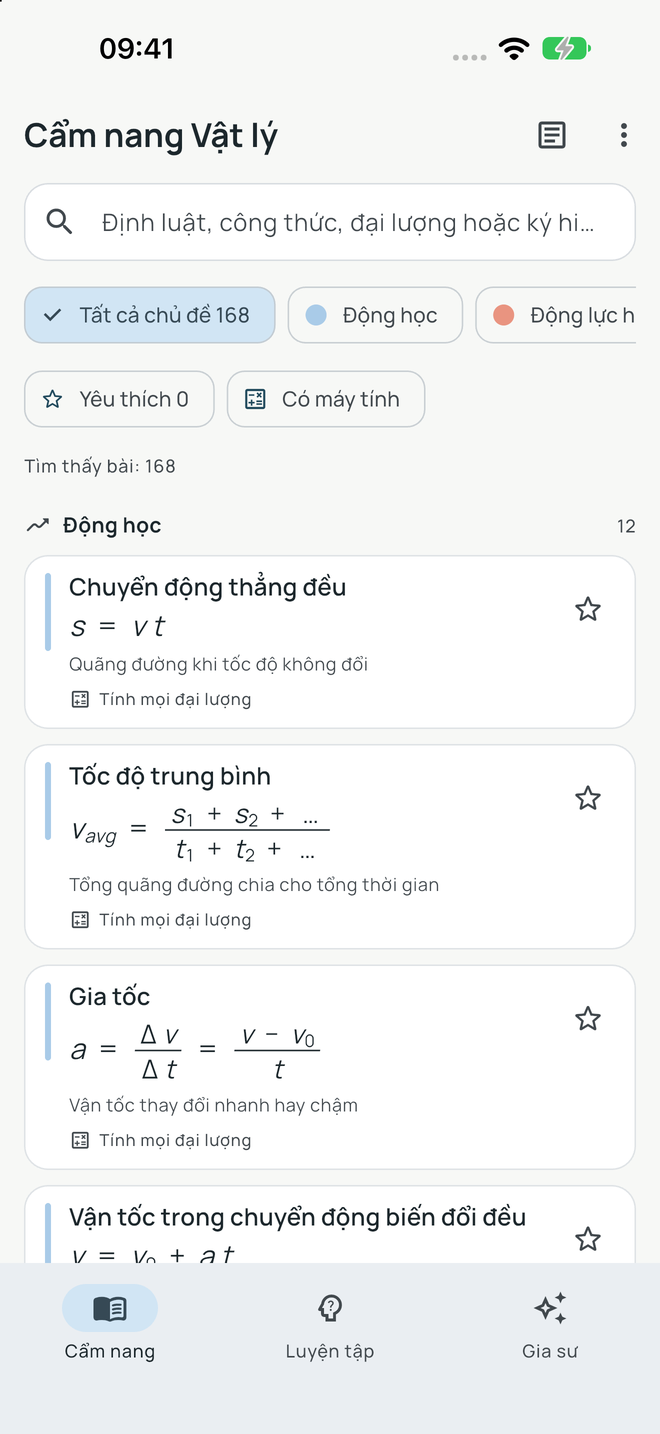 09:41
Cẩm nang Vật lý
Định luật, công thức, đại lượng hoặc ký hi...
Tất cả chủ đề 168
Động học
Động lực h
Yêu thích 0
Có máy tính
Tìm thấy bài: 168
Động học
12
Chuyển động thẳng đều
s = v t
Quãng đường khi tốc độ không đổi
Tính mọi đại lượng
Tốc độ trung bình
v_avg = (s₁ + s₂ + ...) / (t₁ + t₂ + ...)
Tổng quãng đường chia cho tổng thời gian
Tính mọi đại lượng
Gia tốc
a = Δv / Δt = (v − v₀) / t
Vận tốc thay đổi nhanh hay chậm
Tính mọi đại lượng
Vận tốc trong chuyển động biến đổi đều
v = v₀ + a t
Cẩm nang
Luyện tập
Gia sư